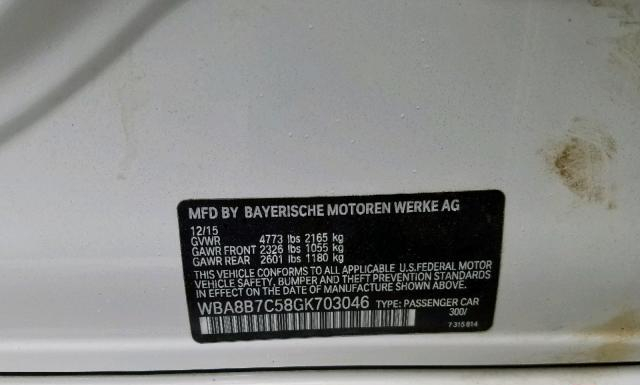 MFD BY BAYERISCHE MOTOREN WERKE AG
12/15
GVWR 4773 lbs 2165 kg
GAWR FRONT 2326 lbs 1055 kg
GAWR REAR 2601 lbs 1180 kg
THIS VEHICLE CONFORMS TO ALL APPLICABLE U.S.FEDERAL MOTOR
VEHICLE SAFETY, BUMPER, AND THEFT PREVENTION STANDARDS
IN EFFECT ON THE DATE OF MANUFACTURE SHOWN ABOVE.
WBA8B7C58GK703046 TYPE: PASSENGER CAR
300/
7 315 814